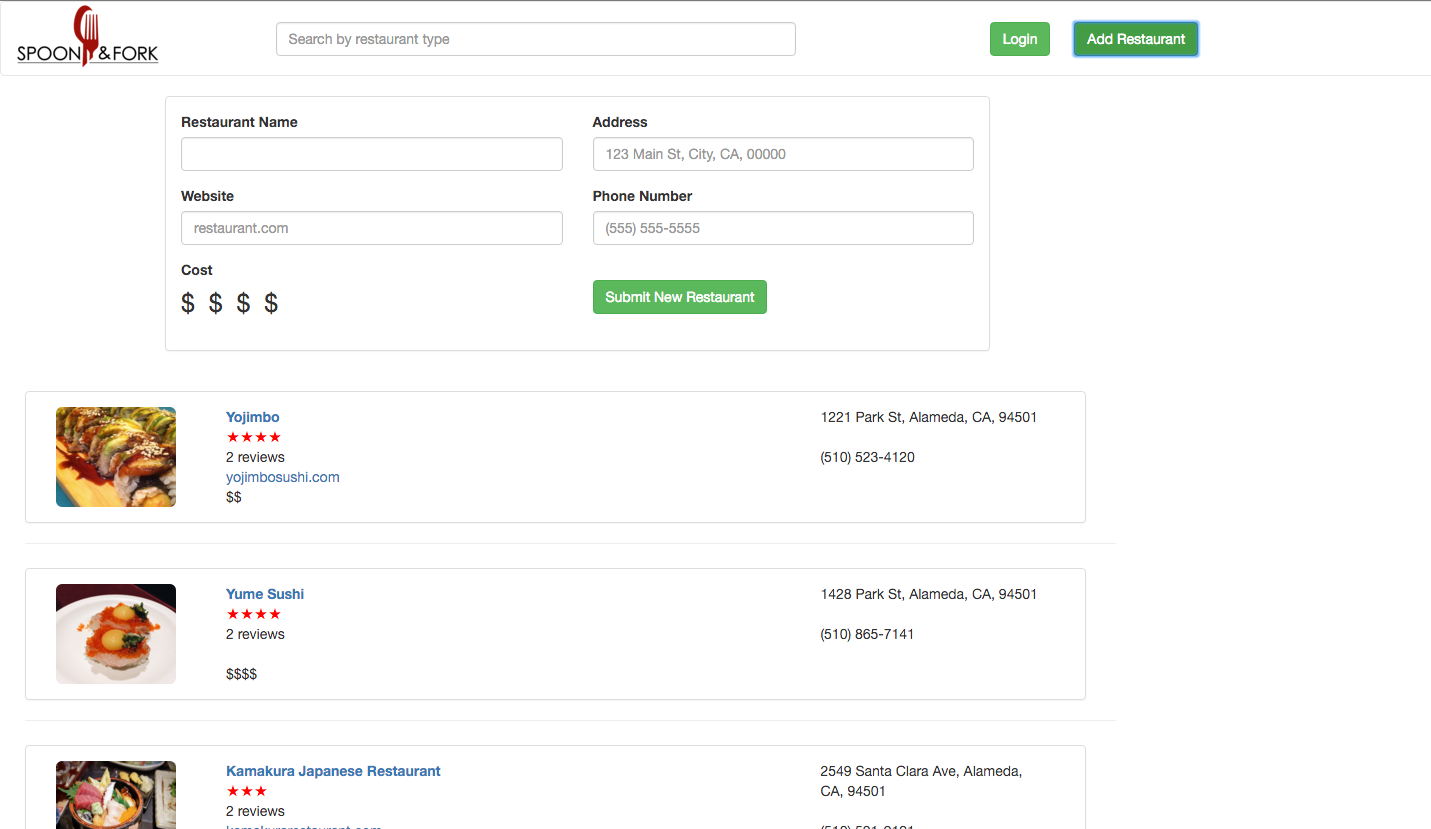 SPOON & FORK
Search by restaurant type
Login
Add Restaurant
Restaurant Name
Address
123 Main St, City, CA, 00000
Website
Phone Number
restaurant.com
(555) 555-5555
Cost
$ $ $ $
Submit New Restaurant
Yojimbo
★★★★
2 reviews
yojimbosushi.com
$$
1221 Park St, Alameda, CA, 94501
(510) 523-4120
Yume Sushi
★★★★
2 reviews
$$$$
1428 Park St, Alameda, CA, 94501
(510) 865-7141
Kamakura Japanese Restaurant
★★★
2 reviews
2549 Santa Clara Ave, Alameda,
CA, 94501